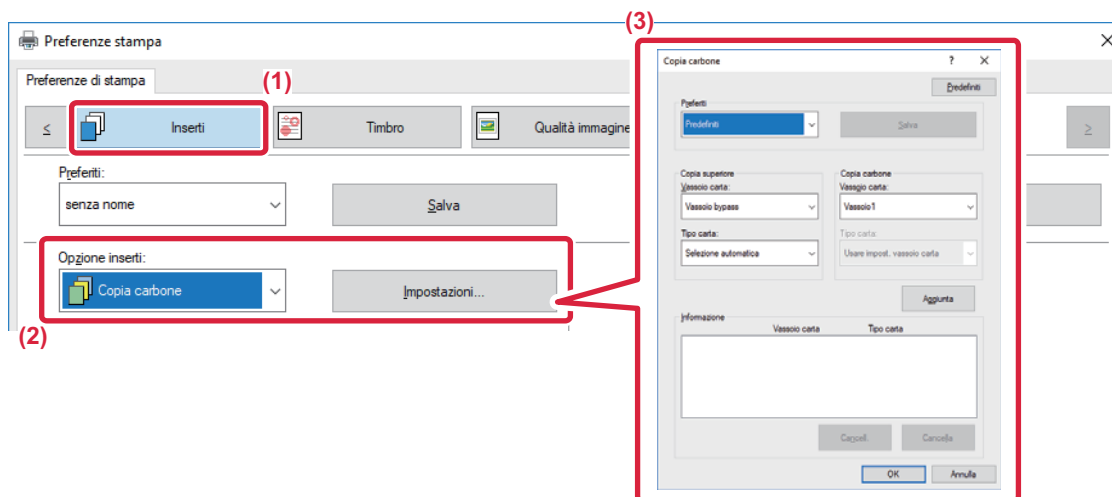 (3)
Preferenze stampa
Preferenze di stampa
(1)
<
Inserti
Timbro
Qualità immagine
>
Preferiti:
senza nome
Salva
Opzione inserti:
Copia carbone
Impostazioni...
(2)
Copia carbone
?
Predefiniti
Preferiti
Predefiniti
Salva
Copia superiore
Vassoio carta:
Vassoio bypass
Tipo carta:
Selezione automatica
Copia carbone
Vassoio carta:
Vassoio1
Tipo carta:
Usare impost. vassoio carta
Aggiunta
Informazione
Vassoio carta
Tipo carta
Cancell.
Cancella
OK
Annulla